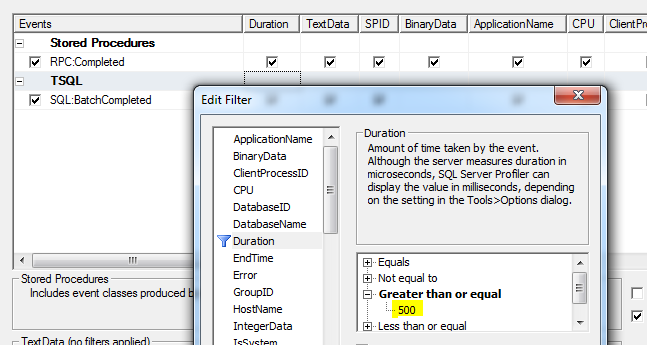 Events Duration TextData SPID BinaryData ApplicationName CPU ClientPro
Stored Procedures
RPC:Completed
TSQL
SQL:BatchCompleted
Edit Filter
ApplicationName
BinaryData
ClientProcessID
CPU
DatabaseID
DatabaseName
Duration
EndTime
Error
GroupID
HostName
IntegerData
IsSystem
Duration
Amount of time taken by the event.
Although the server measures duration in
microseconds, SQL Server Profiler can
display the value in milliseconds, depending
on the setting in the Tools>Options dialog.
Equals
Not equal to
Greater than or equal
500
Less than or equal
Stored Procedures
Includes event classes produced b
TextData (no filters applied)